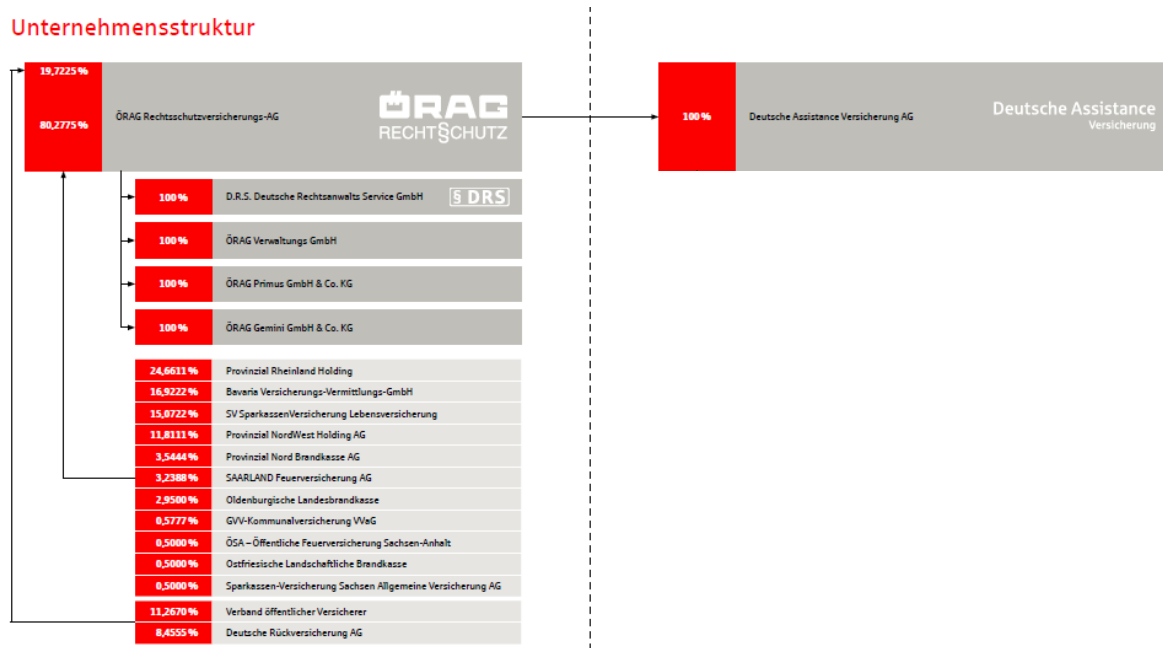 Unternehmensstruktur
19,7225 %
80,2775 %
ÖRAG Rechtsschutzversicherungs-AG
ÖRAG
RECHT§CHUTZ
100 %
Deutsche Assistance Versicherung AG
Deutsche Assistance
Versicherung
100 % D.R.S. Deutsche Rechtsanwalts Service GmbH § DRS
100 % ÖRAG Verwaltungs GmbH
100 % ÖRAG Primus GmbH & Co. KG
100 % ÖRAG Gemini GmbH & Co. KG
24,6611 % Provinzial Rheinland Holding
16,9222 % Bavaria Versicherungs-Vermittlungs-GmbH
15,0722 % SV SparkassenVersicherung Lebensversicherung
11,8111 % Provinzial NordWest Holding AG
3,5444 % Provinzial Nord Brandkasse AG
3,2388 % SAARLAND Feuerversicherung AG
2,9500 % Oldenburgische Landesbrandkasse
0,5777 % GVV-Kommunalversicherung VVaG
0,5000 % ÖSA – Öffentliche Feuerversicherung Sachsen-Anhalt
0,5000 % Ostfriesische Landschaftliche Brandkasse
0,5000 % Sparkassen-Versicherung Sachsen Allgemeine Versicherung AG
11,2670 % Verband öffentlicher Versicherer
8,4555 % Deutsche Rückversicherung AG